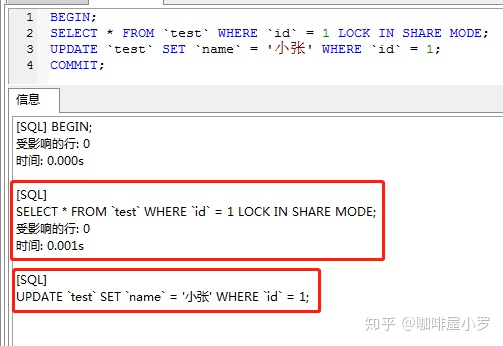 1 BEGIN;
2 SELECT * FROM `test` WHERE `id` = 1 LOCK IN SHARE MODE;
3 UPDATE `test` SET `name` = '小张' WHERE `id` = 1;
4 COMMIT;
信息
[SQL] BEGIN;
受影响的行: 0
时间: 0.000s
[SQL]
SELECT * FROM `test` WHERE `id` = 1 LOCK IN SHARE MODE;
受影响的行: 0
时间: 0.001s
[SQL]
UPDATE `test` SET `name` = '小张' WHERE `id` = 1;
知乎 @咖啡屋小罗